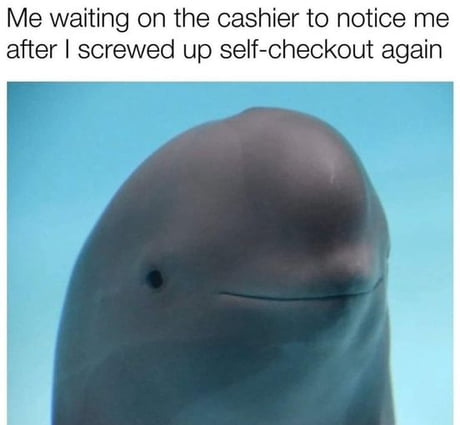 Me waiting on the cashier to notice me
after I screwed up self-checkout again